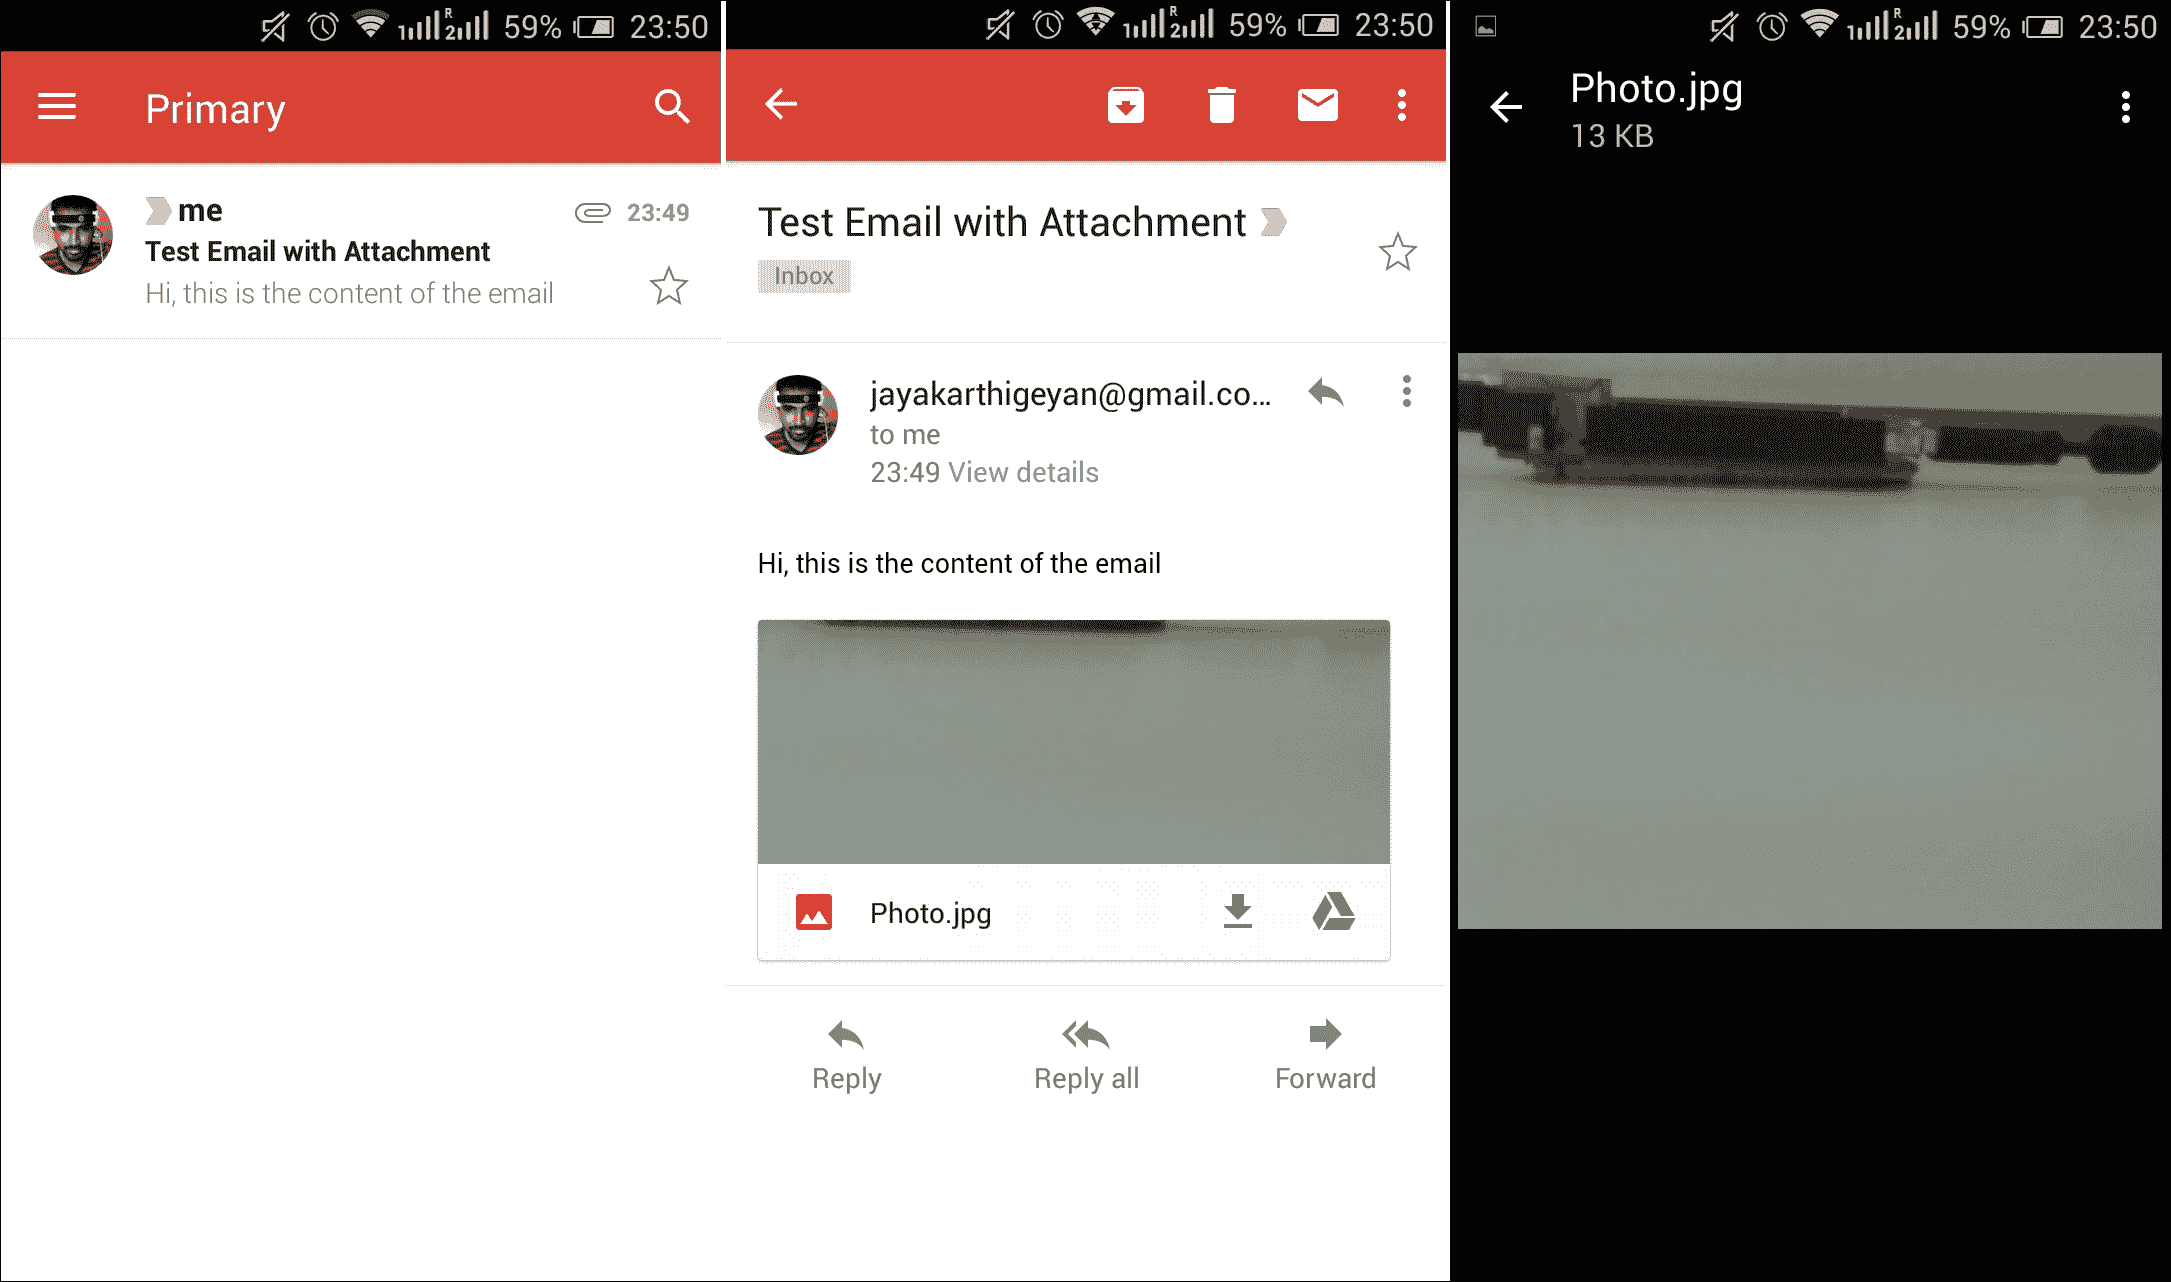 59% 23:50
Primary
me 23:49
Test Email with Attachment
Hi, this is the content of the email
59% 23:50
Test Email with Attachment
Inbox
jayakarthigeyan@gmail.co...
to me
23:49 View details
Hi, this is the content of the email
Photo.jpg
Reply Reply all Forward
59% 23:50
Photo.jpg
13 KB